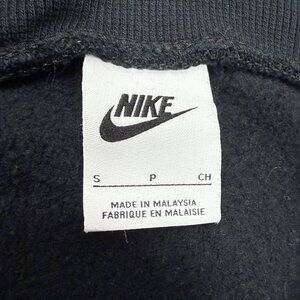 NIKE
S P CH
MADE IN MALAYSIA
FABRIQUE EN MALAISIE